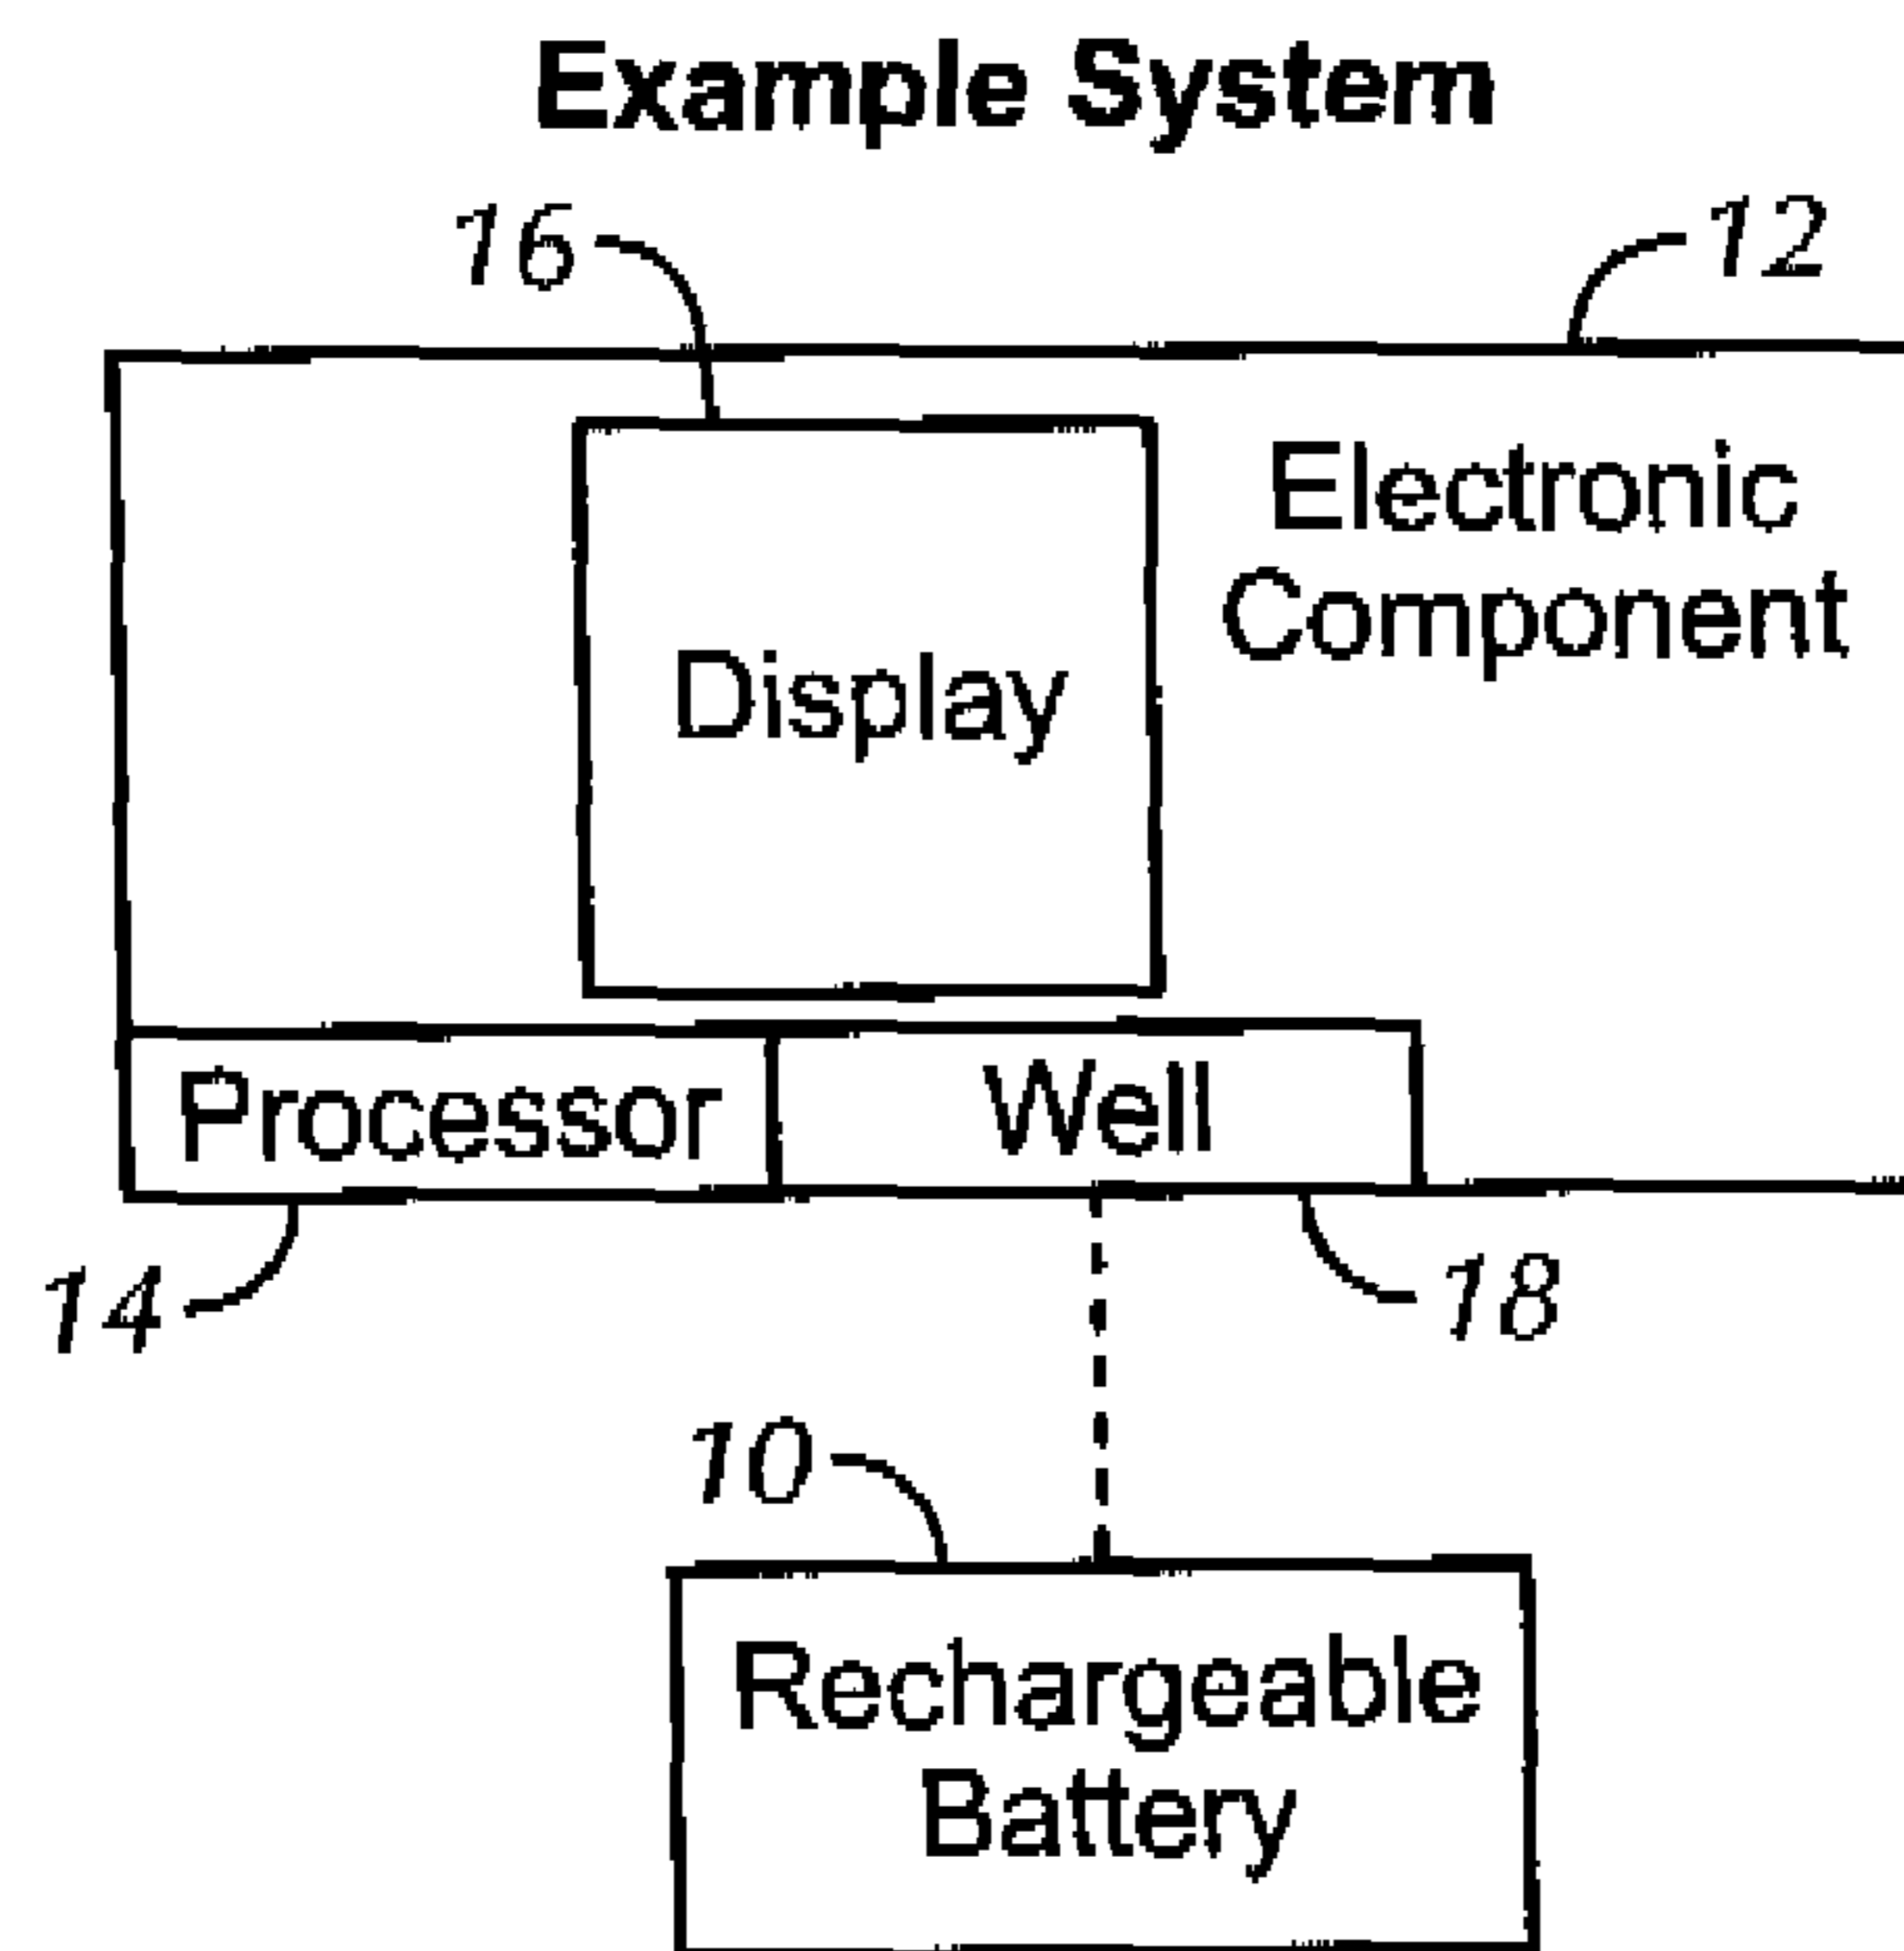 Example System
16
12
Electronic
Component
Display
Processor
Well
14
18
10
Rechargeable
Battery